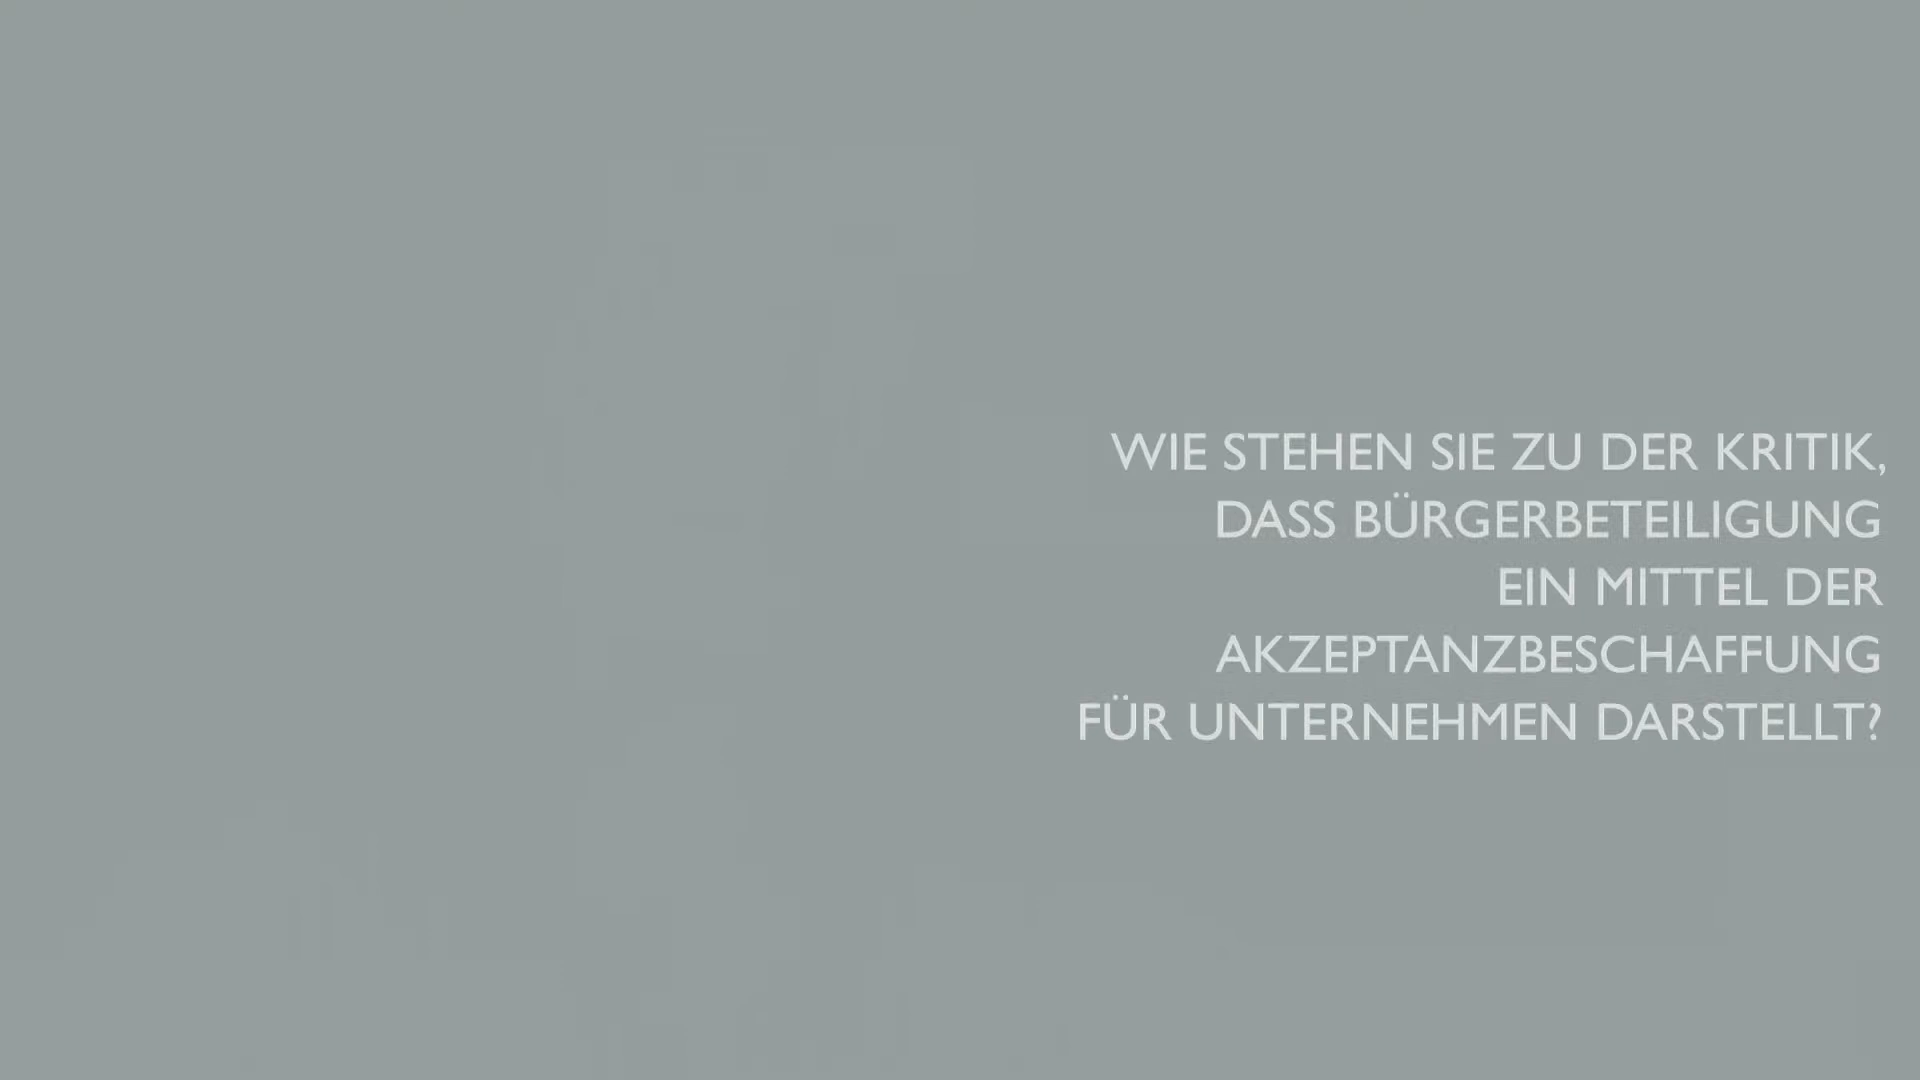 WIE STEHEN SIE ZU DER KRITIK,
DASS BÜRGERBETEILIGUNG
EIN MITTEL DER
AKZEPTANZBESCHAFFUNG
FÜR UNTERNEHMEN DARSTELLT?